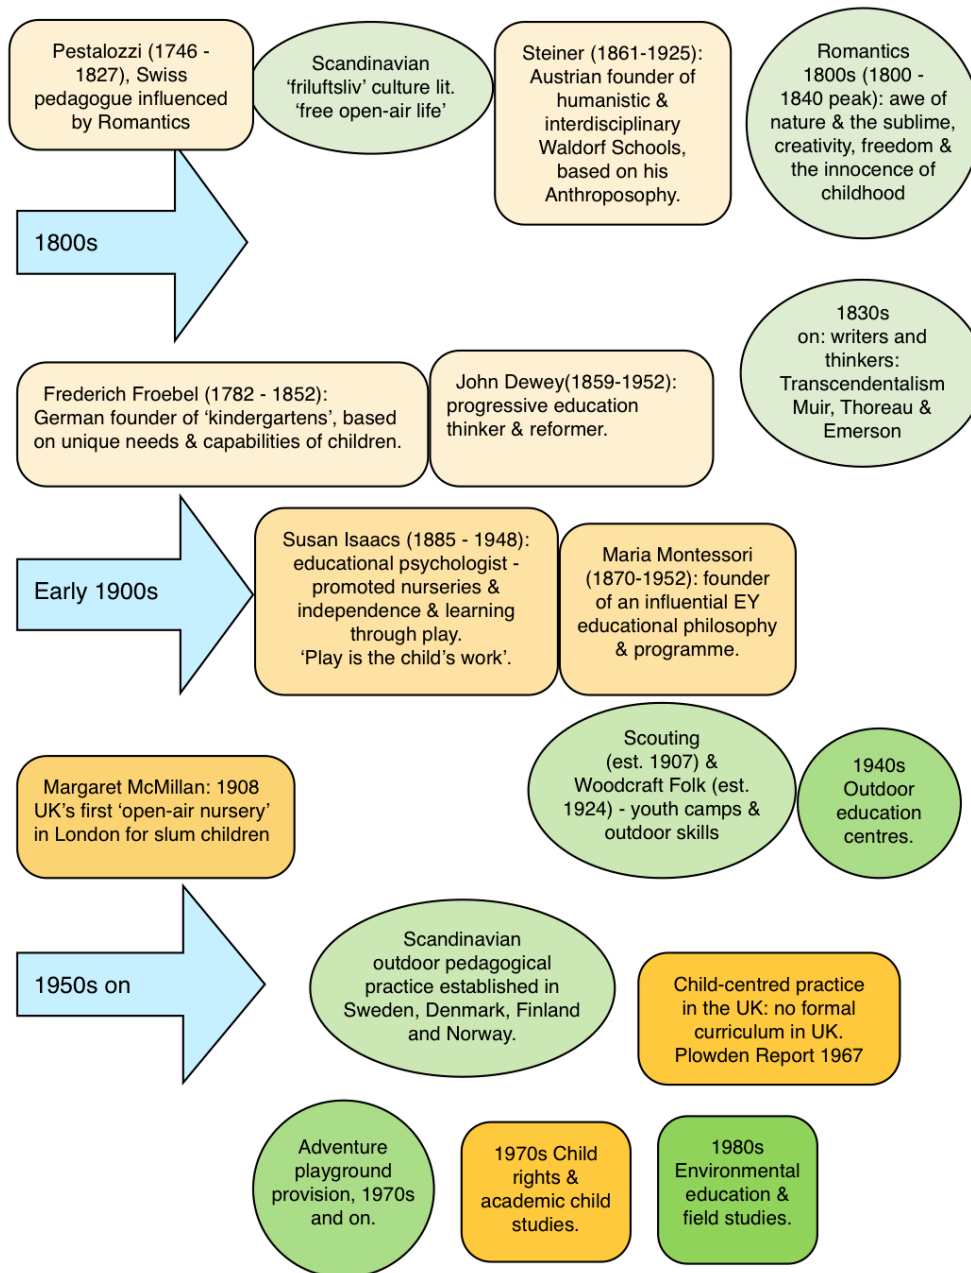 Pestalozzi (1746 -
1827), Swiss
pedagogue influenced
by Romantics
Scandinavian
‘friluftsliv’ culture lit.
‘free open-air life’
Steiner (1861-1925):
Austrian founder of
humanistic &
interdisciplinary
Waldorf Schools,
based on his
Anthroposophy.
Romantics
1800s (1800 -
1840 peak): awe of
nature & the sublime,
creativity, freedom &
the innocence of
childhood
1800s
1830s
on: writers and
thinkers:
Transcendentalism
Muir, Thoreau &
Emerson
Frederich Froebel (1782 - 1852):
German founder of ‘kindergartens’, based
on unique needs & capabilities of children.
John Dewey(1859-1952):
progressive education
thinker & reformer.
Early 1900s
Susan Isaacs (1885 - 1948):
educational psychologist -
promoted nurseries &
independence & learning
through play.
‘Play is the child’s work’.
Maria Montessori
(1870-1952): founder
of an influential EY
educational philosophy
& programme.
Scouting
(est. 1907) &
Woodcraft Folk (est.
1924) - youth camps &
outdoor skills
1940s
Outdoor
education
centres.
Margaret McMillan: 1908
UK’s first ‘open-air nursery’
in London for slum children
1950s on
Scandinavian
outdoor pedagogical
practice established in
Sweden, Denmark, Finland
and Norway.
Child-centred practice
in the UK: no formal
curriculum in UK.
Plowden Report 1967
Adventure
playground
provision, 1970s
and on.
1970s Child
rights &
academic child
studies.
1980s
Environmental
education &
field studies.